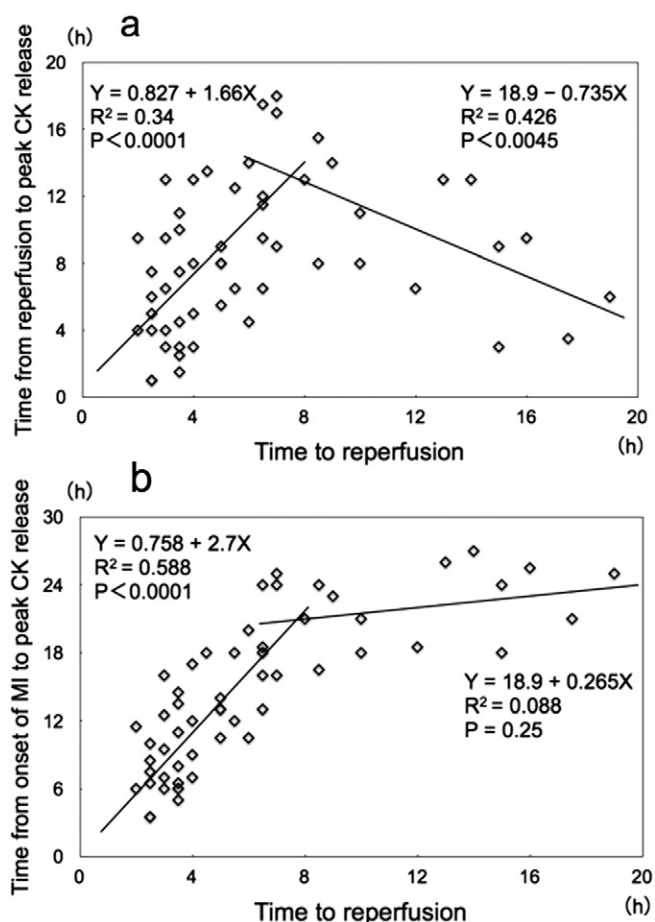 a
(h)
Time from reperfusion to peak CK release
20
16
12
8
4
0
Y = 0.827 + 1.66X
R² = 0.34
P＜0.0001
Y = 18.9 − 0.735X
R² = 0.426
P＜0.0045
0 4 8 12 16 20
Time to reperfusion (h)
b
(h)
Time from onset of MI to peak CK release
30
24
18
12
6
0
Y = 0.758 + 2.7X
R² = 0.588
P＜0.0001
Y = 18.9 + 0.265X
R² = 0.088
P = 0.25
0 4 8 12 16 20
Time to reperfusion (h)